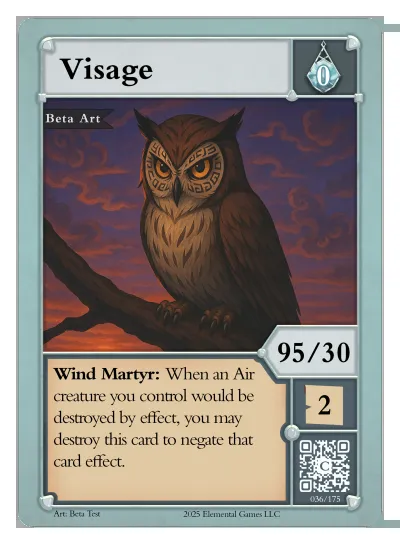 Visage
0
Beta Art
95/30
Wind Martyr: When an Air
creature you control would be
destroyed by effect, you may
destroy this card to negate that
card effect.
2
C
036/175
Art: Beta Test
2025 Elemental Games LLC